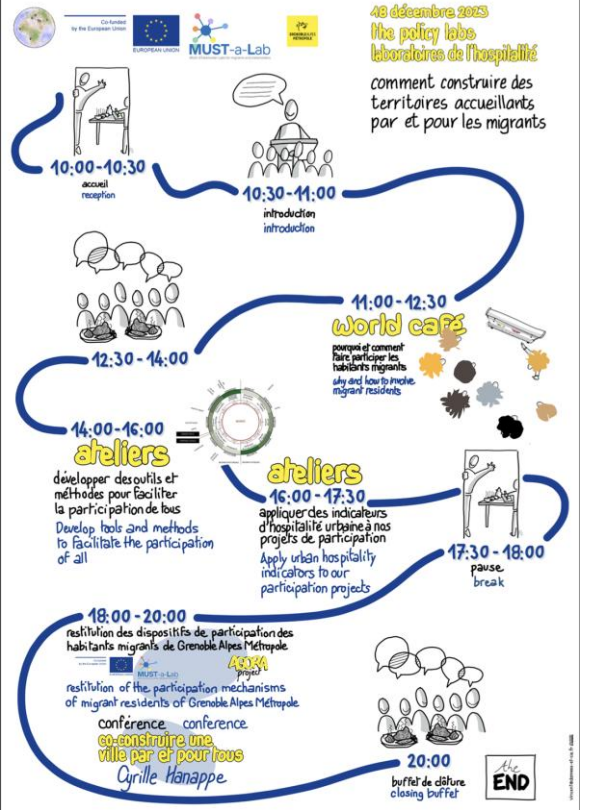 Co-funded
by the European Union
EUROPEAN UNION
MUST-a-Lab
GRENOBLE ALPES
MÉTROPOLE
18 décembre 2023
the policy labs
laboratoires de l'hospitalité
comment construire des
territoires accueillants
par et pour les migrants
10:00-10:30
accueil
reception
10:30-11:00
introduction
introduction
11:00-12:30
world café
pourquoi et comment
faire participer les
habitants migrants
why and how to involve
migrant residents
12:30-14:00
14:00-16:00
ateliers
développer des outils et
méthodes pour faciliter
la participation de tous
Develop tools and methods
to facilitate the participation
of all
ateliers
16:00-17:30
appliquer des indicateurs
d'hospitalité urbaine à nos
projets de participation
Apply urban hospitality
indicators to our
participation projects
17:30-18:00
pause
break
18:00-20:00
restitution des dispositifs de participation des
habitants migrants de Grenoble Alpes Métropole
EUROPEAN UNION
MUST-a-Lab
AGORA
project
restitution of the participation mechanisms
of migrant residents of Grenoble Alpes Métropole
conférence conference
co-construire une
ville par et pour tous
Cyrille Hanappe
20:00
buffet de clôture
closing buffet
the
END